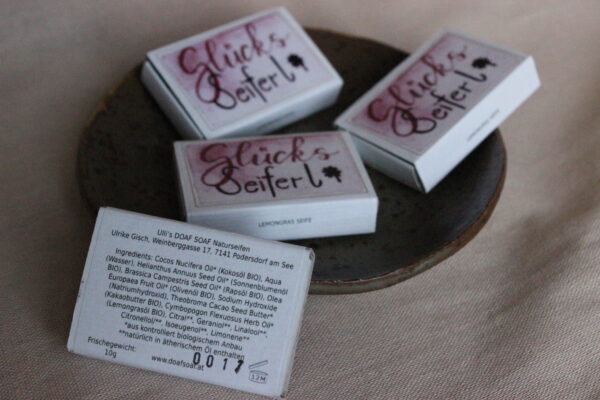 Glücks
Seiferl
Glücks
Seiferl
Glücks
Seiferl
LEMONGRAS SEIFE
Ulli's DOAF SOAF Naturseifen
Ulrike Gisch, Weinberggasse 17, 7141 Podersdorf am See
Ingredients: Cocos Nucifera Oil* (Kokosöl BIO), Aqua
(Wasser), Helianthus Annuus Seed Oil* (Sonnenblumenöl
BIO), Brassica Campestris Seed Oil* (Rapsöl BIO), Olea
Europaea Fruit Oil* (Olivenöl BIO), Sodium Hydroxide
(Natriumhydroxid), Theobroma Cacao Seed Butter*
(Kakaobutter BIO), Cymbopogon Flexuosus Herb Oil*
(Lemongrasöl BIO), Citral**, Geraniol**, Linalool**,
Citronellol**, Isoeugenol**, Limonene**
*aus kontrolliert biologischem Anbau
**natürlich in ätherischem Öl enthalten
Frischegewicht:
10g
www.doafsoaf.at
0017
12M